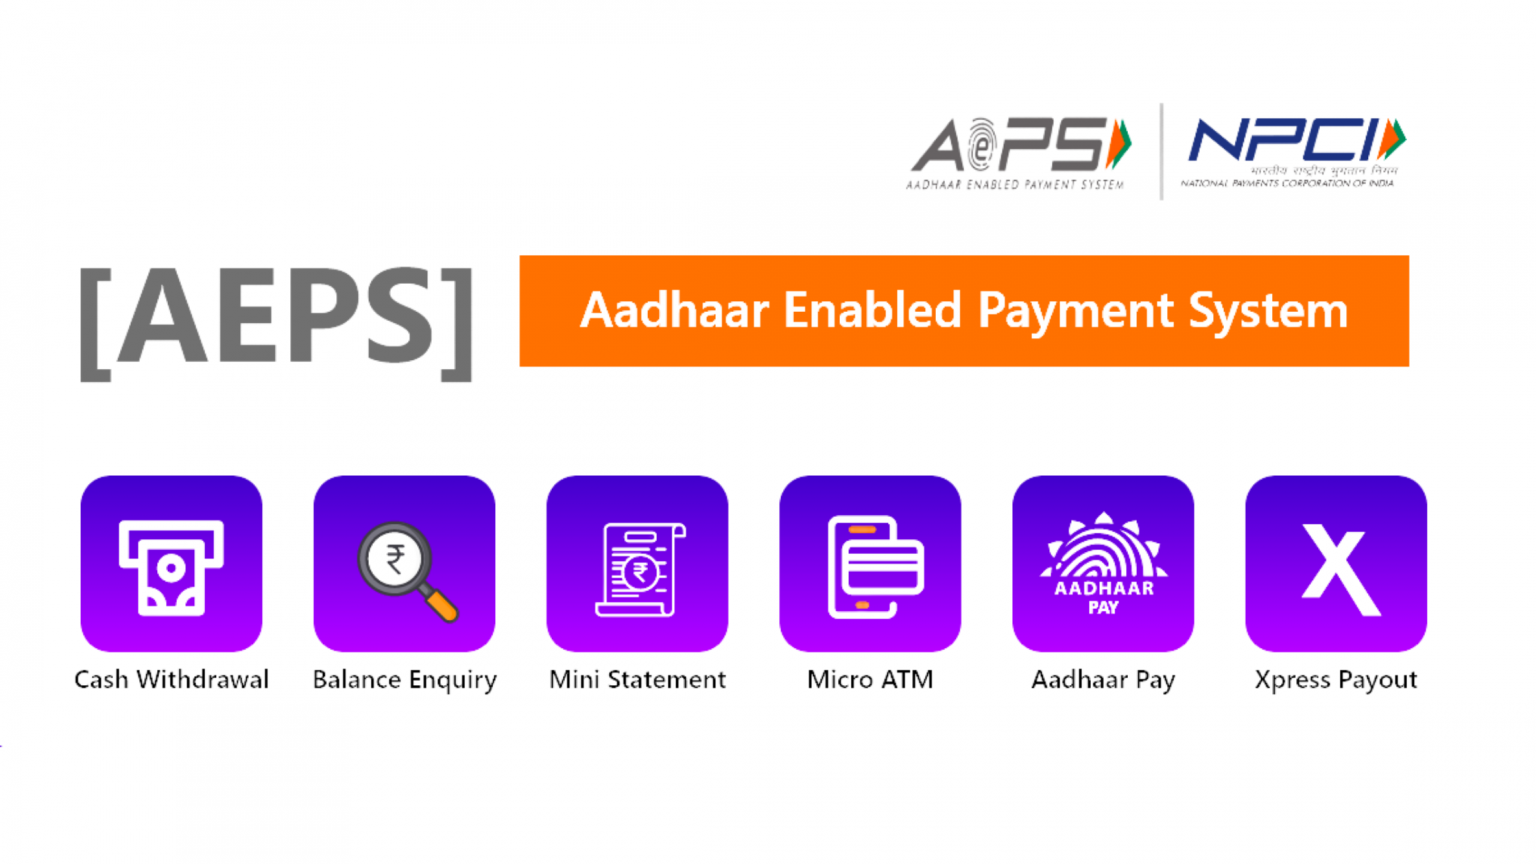 AePS
AADHAAR ENABLED PAYMENT SYSTEM
NPCI
भारतीय राष्ट्रीय भुगतान निगम
NATIONAL PAYMENTS CORPORATION OF INDIA
[AEPS]
Aadhaar Enabled Payment System
₹
₹
AADHAAR
PAY
X
Cash Withdrawal
Balance Enquiry
Mini Statement
Micro ATM
Aadhaar Pay
Xpress Payout